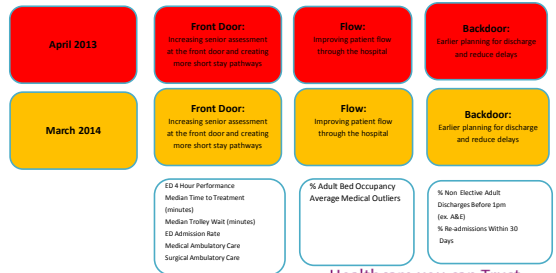 April 2013
Front Door:
Increasing senior assessment
at the front door and creating
more short stay pathways
Flow:
Improving patient flow
through the hospital
Backdoor:
Earlier planning for discharge
and reduce delays
March 2014
Front Door:
Increasing senior assessment
at the front door and creating
more short stay pathways
Flow:
Improving patient flow
through the hospital
Backdoor:
Earlier planning for discharge
and reduce delays
ED 4 Hour Performance
Median Time to Treatment
(minutes)
Median Trolley Wait (minutes)
ED Admission Rate
Medical Ambulatory Care
Surgical Ambulatory Care
% Adult Bed Occupancy
Average Medical Outliers
% Non Elective Adult
Discharges Before 1pm
(ex. A&E)
% Re-admissions Within 30
Days
Healthcare you can Trust